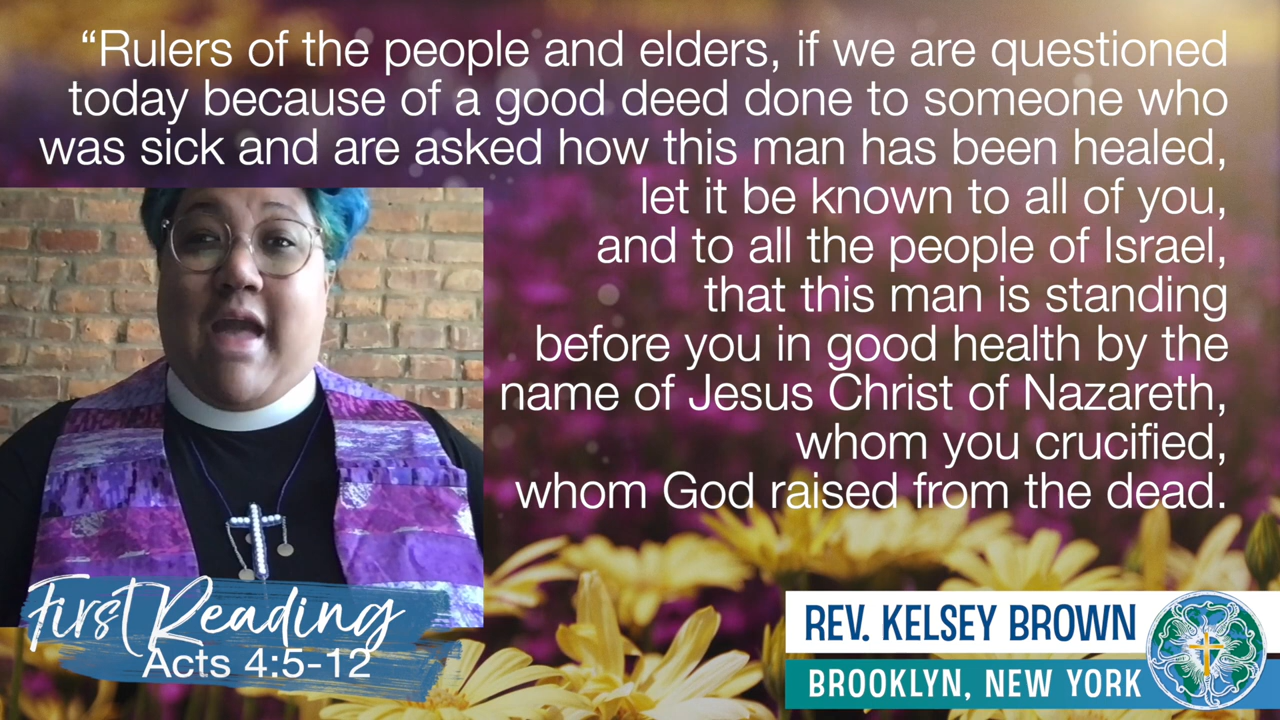 “Rulers of the people and elders, if we are questioned
today because of a good deed done to someone who
was sick and are asked how this man has been healed,
let it be known to all of you,
and to all the people of Israel,
that this man is standing
before you in good health by the
name of Jesus Christ of Nazareth,
whom you crucified,
whom God raised from the dead.
First Reading
Acts 4:5-12
REV. KELSEY BROWN
BROOKLYN, NEW YORK